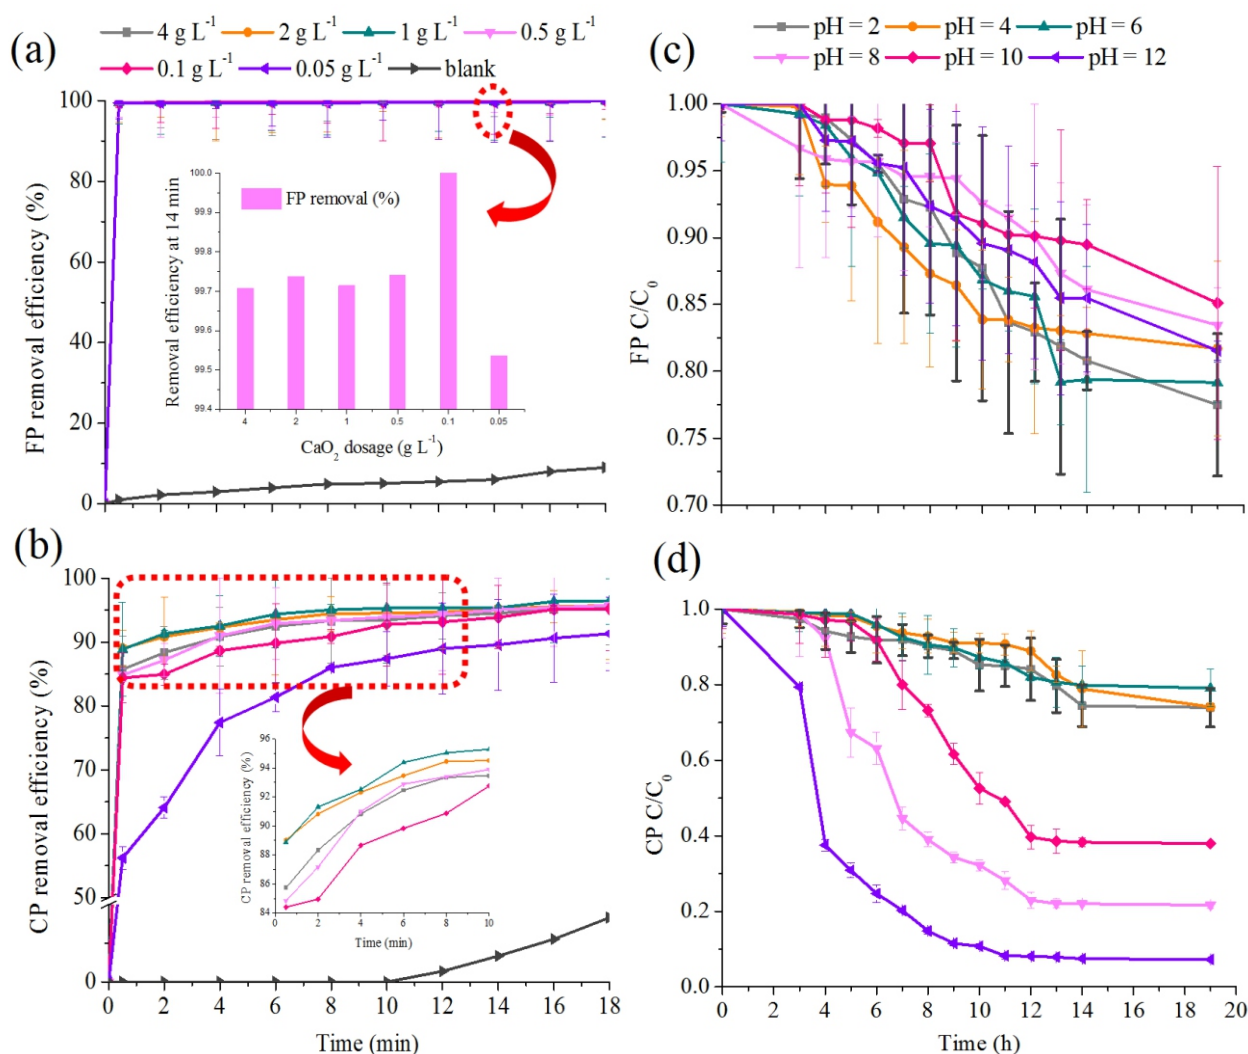 (a)
4 g L⁻¹ 2 g L⁻¹ 1 g L⁻¹ 0.5 g L⁻¹
0.1 g L⁻¹ 0.05 g L⁻¹ blank
FP removal efficiency (%)
100
80
60
40
20
0
FP removal (%)
Removal efficiency at 14 min
100.0
99.9
99.8
99.7
99.6
99.5
99.4
4 2 1 0.5 0.1 0.05
CaO₂ dosage (g L⁻¹)
(b)
CP removal efficiency (%)
100
90
80
70
60
50
0
0 2 4 6 8 10 12 14 16 18
Time (min)
CP removal efficiency (%)
96
94
92
90
88
86
84
0 2 4 6 8 10
Time (min)
(c)
pH = 2 pH = 4 pH = 6
pH = 8 pH = 10 pH = 12
FP C/C₀
1.00
0.95
0.90
0.85
0.80
0.75
0.70
(d)
CP C/C₀
1.0
0.8
0.6
0.4
0.2
0.0
0 2 4 6 8 10 12 14 16 18 20
Time (h)